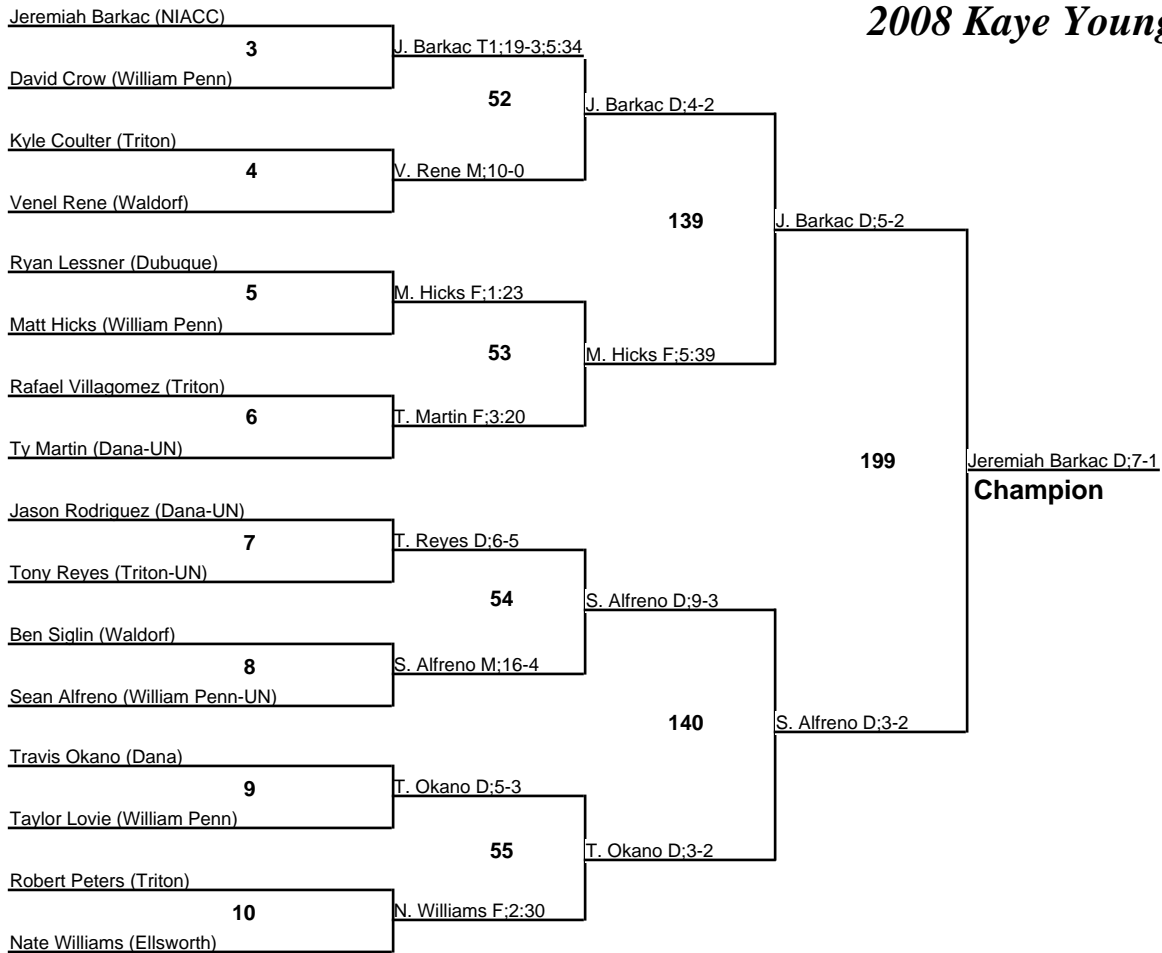 2008 Kaye Young
Jeremiah Barkac (NIACC)
3
J. Barkac T1;19-3;5:34
David Crow (William Penn)
52
J. Barkac D;4-2
Kyle Coulter (Triton)
4
V. Rene M;10-0
Venel Rene (Waldorf)
139
J. Barkac D;5-2
Ryan Lessner (Dubuque)
5
M. Hicks F;1:23
Matt Hicks (William Penn)
53
M. Hicks F;5:39
Rafael Villagomez (Triton)
6
T. Martin F;3:20
Ty Martin (Dana-UN)
199
Jeremiah Barkac D;7-1
Champion
Jason Rodriguez (Dana-UN)
7
T. Reyes D;6-5
Tony Reyes (Triton-UN)
54
S. Alfreno D;9-3
Ben Siglin (Waldorf)
8
S. Alfreno M;16-4
Sean Alfreno (William Penn-UN)
140
S. Alfreno D;3-2
Travis Okano (Dana)
9
T. Okano D;5-3
Taylor Lovie (William Penn)
55
T. Okano D;3-2
Robert Peters (Triton)
10
N. Williams F;2:30
Nate Williams (Ellsworth)